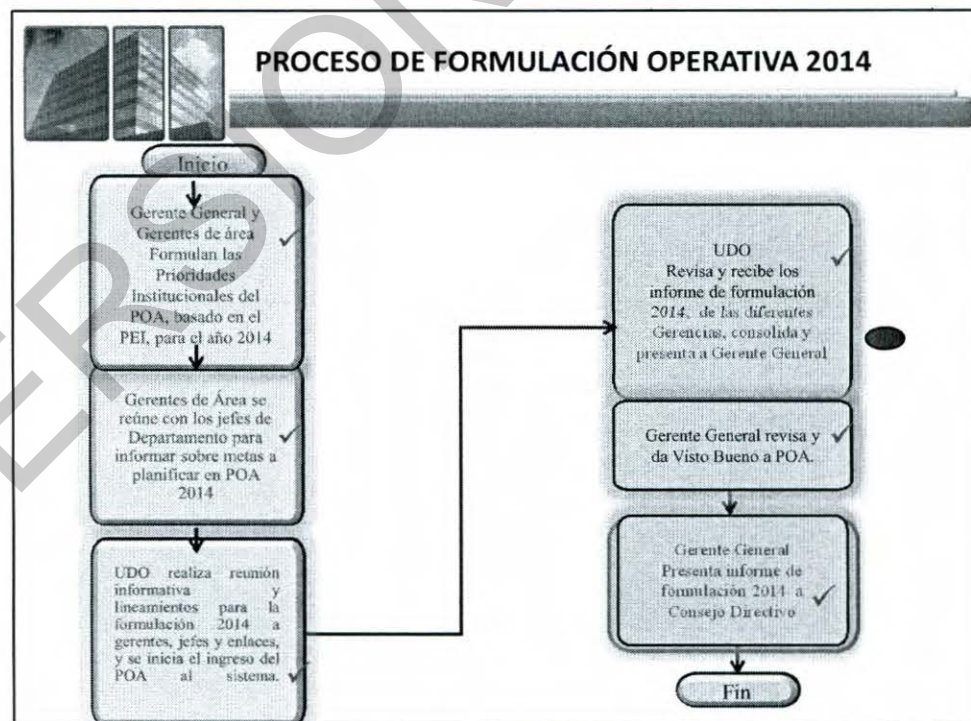 PROCESO DE FORMULACIÓN OPERATIVA 2014
Inicio
Gerente General y
Gerentes de área
Formulan las
Prioridades
Institucionales del
POA, basado en el
PEI, para el año 2014
Gerentes de Área se
reúne con los jefes de
Departamento para
informar sobre metas a
planificar en POA
2014
UDO realiza reunión
informativa y
lineamientos para la
formulación 2014 a
gerentes, jefes y enlaces,
y se inicia el ingreso del
POA al sistema.
UDO
Revisa y recibe los
informe de formulación
2014, de las diferentes
Gerencias, consolida y
presenta a Gerente General
Gerente General revisa y
da Visto Bueno a POA.
Gerente General
Presenta informe de
formulación 2014 a
Consejo Directivo
Fin